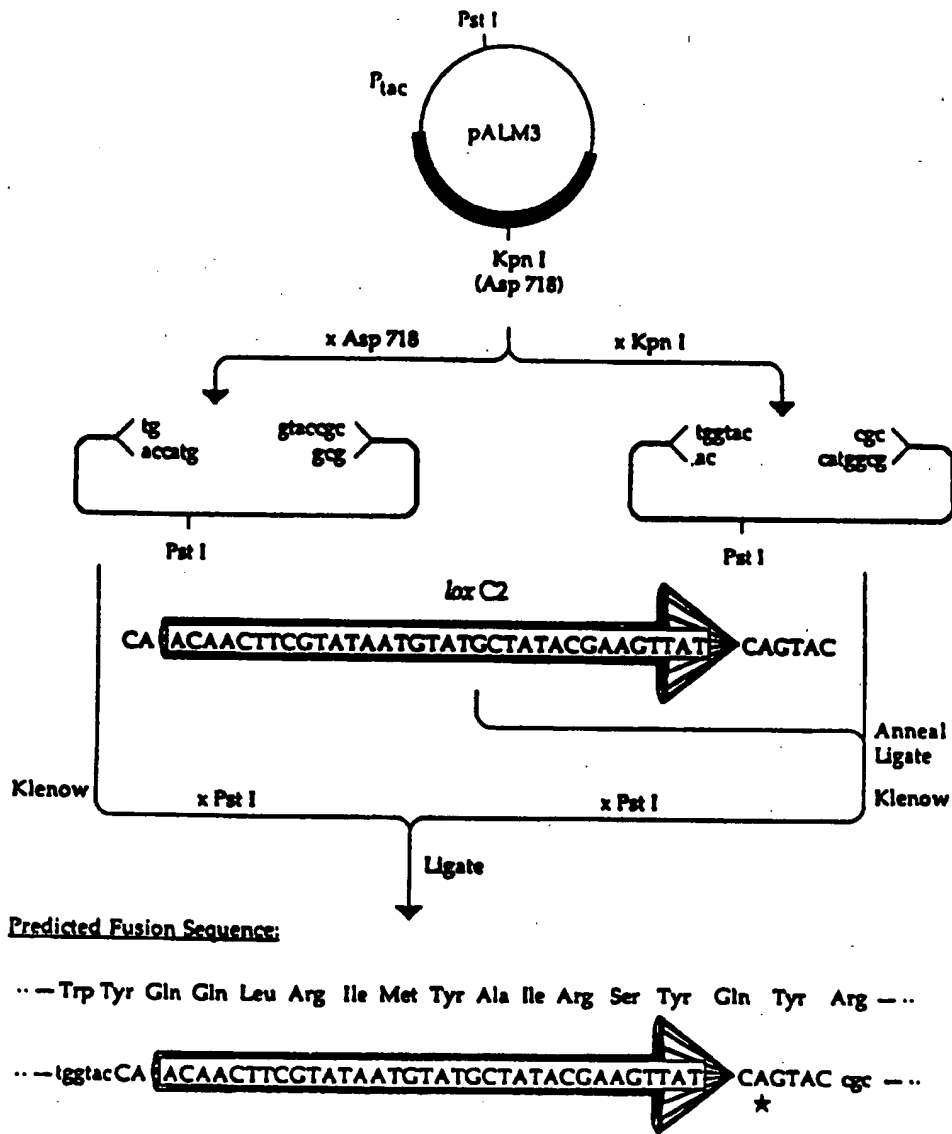 Pst I
Ptac
pALM3
Kpn I
(Asp 718)
x Asp 718
x Kpn I
tg
accatg
gtaccgc
gcg
tggtac
ac
cgc
catggcg
Pst I
Pst I
lox C2
CA ACAACTTCGTATAATGTATGCTATACGAAGTTAT CAGTAC
Anneal
Ligate
Klenow
x Pst I
x Pst I
Klenow
Ligate
Predicted Fusion Sequence:
·· — Trp Tyr Gln Gln Leu Arg Ile Met Tyr Ala Ile Arg Ser Tyr Gln Tyr Arg — ··
·· — tggtac CA ACAACTTCGTATAATGTATGCTATACGAAGTTAT CAGTAC cgc — ··